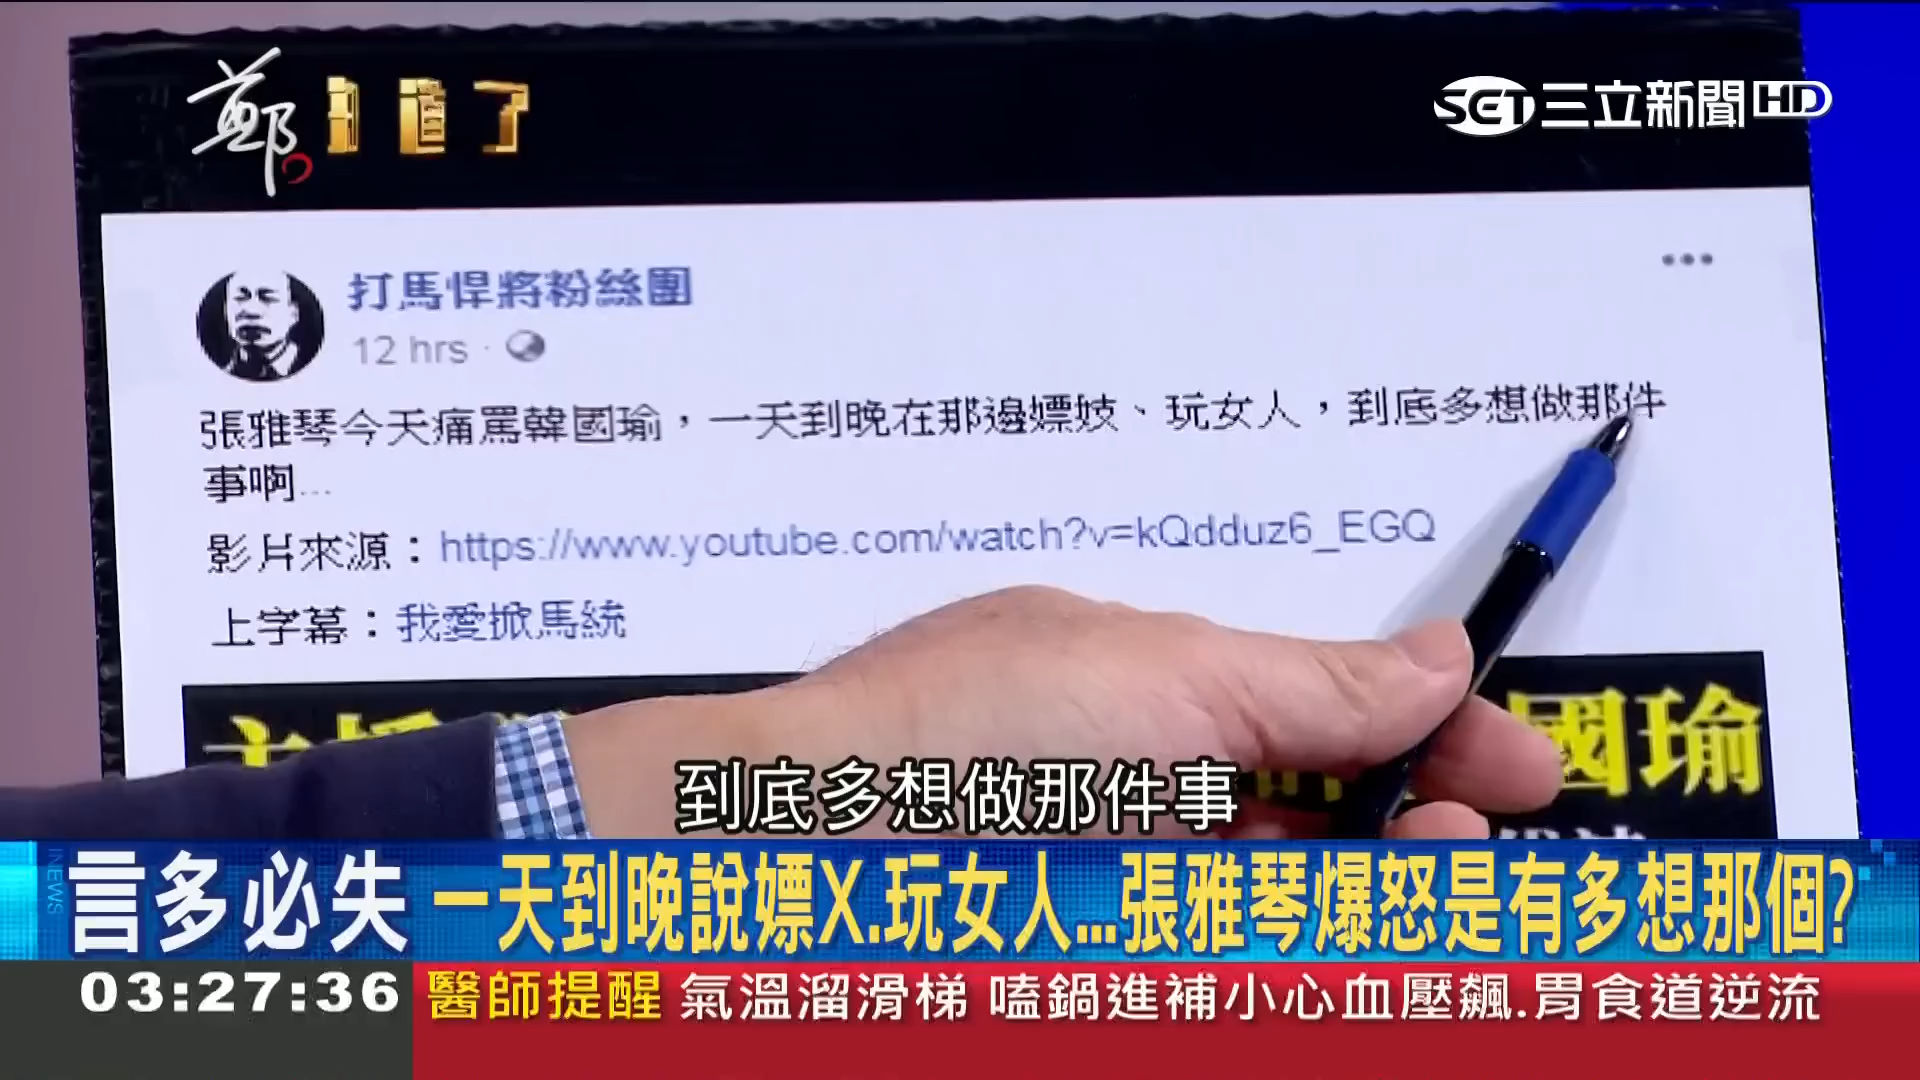 鄭知道了
SET三立新聞HD
打馬悍將粉絲團
12 hrs
張雅琴今天痛罵韓國瑜，一天到晚在那邊嫖妓、玩女人，到底多想做那件
事啊...
影片來源：https://www.youtube.com/watch?v=kQdduz6_EGQ
上字幕：我愛掀馬統
國瑜
到底多想做那件事
NEWS
言多必失
一天到晚說嫖X.玩女人...張雅琴爆怒是有多想那個?
03:27:36
醫師提醒 氣溫溜滑梯 嗑鍋進補小心血壓飆.胃食道逆流